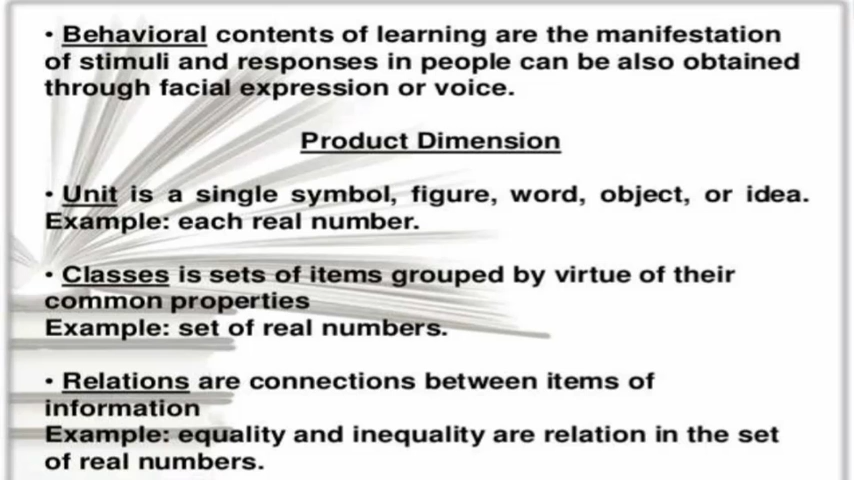 • Behavioral contents of learning are the manifestation
of stimuli and responses in people can be also obtained
through facial expression or voice.
Product Dimension
• Unit is a single symbol, figure, word, object, or idea.
Example: each real number.
• Classes is sets of items grouped by virtue of their
common properties
Example: set of real numbers.
• Relations are connections between items of
information
Example: equality and inequality are relation in the set
of real numbers.